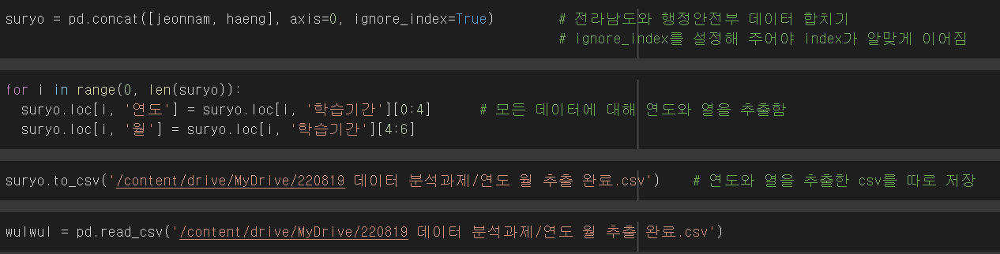 suryo = pd.concat([jeonnam, haeng], axis=0, ignore_index=True) # 전라남도와 행정안전부 데이터 합치기
# ignore_index를 설정해 주어야 index가 알맞게 이어짐
for i in range(0, len(suryo)):
suryo.loc[i, '연도'] = suryo.loc[i, '학습기간'][0:4] # 모든 데이터에 대해 연도와 열을 추출함
suryo.loc[i, '월'] = suryo.loc[i, '학습기간'][4:6]
suryo.to_csv('/content/drive/MyDrive/220819 데이터 분석과제/연도 월 추출 완료.csv') # 연도와 열을 추출한 csv를 따로 저장
wulwul = pd.read_csv('/content/drive/MyDrive/220819 데이터 분석과제/연도 월 추출 완료.csv')